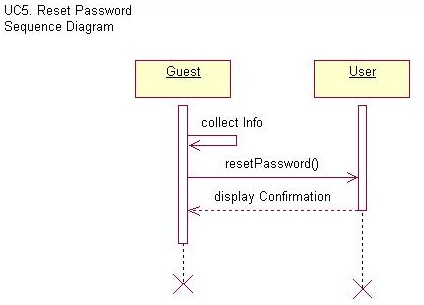 UC5. Reset Password
Sequence Diagram
Guest
User
collect Info
resetPassword()
display Confirmation